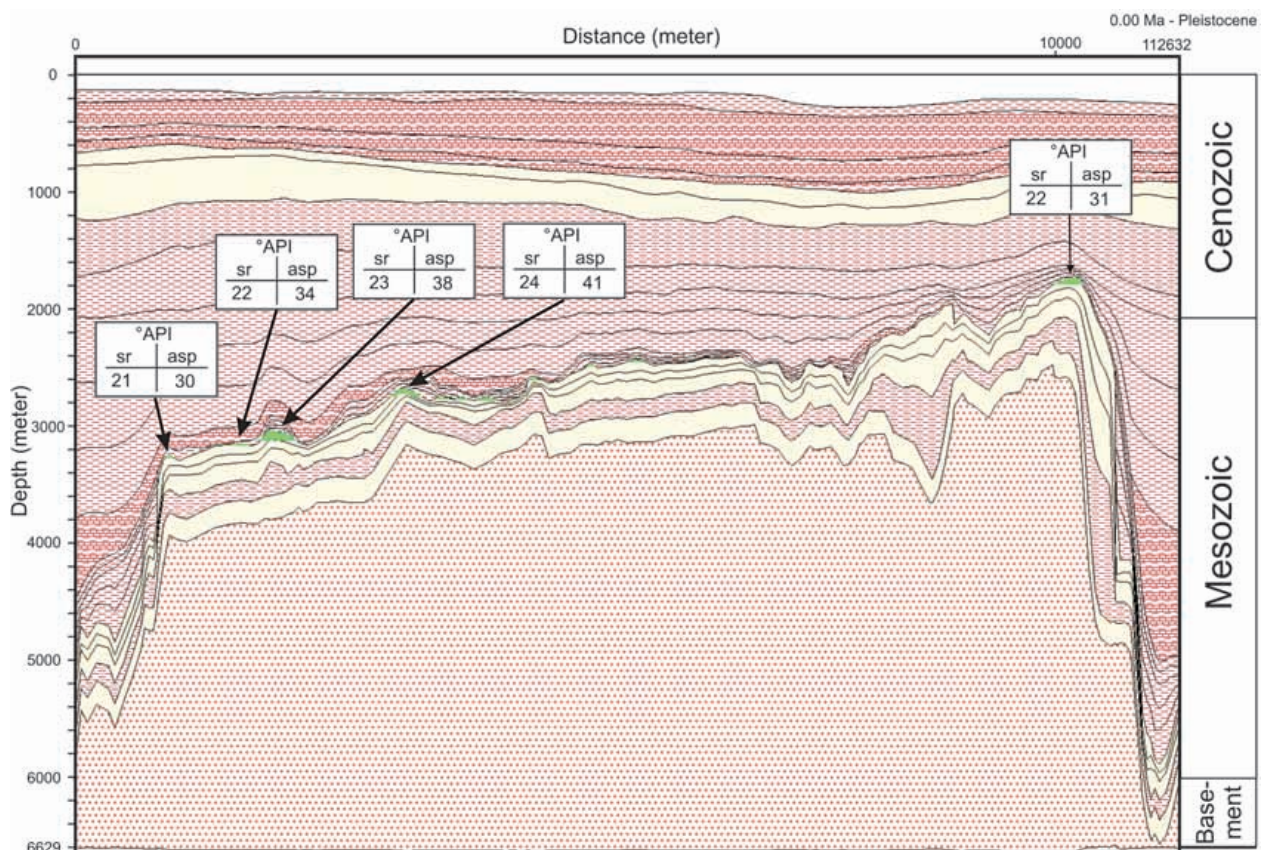 0.00 Ma - Pleistocene
Distance (meter)
0
10000
112632
Depth (meter)
0
1000
2000
3000
4000
5000
6000
6629
°API
sr asp
21 30
°API
sr asp
22 34
°API
sr asp
23 38
°API
sr asp
24 41
°API
sr asp
22 31
Cenozoic
Mesozoic
Base-
ment